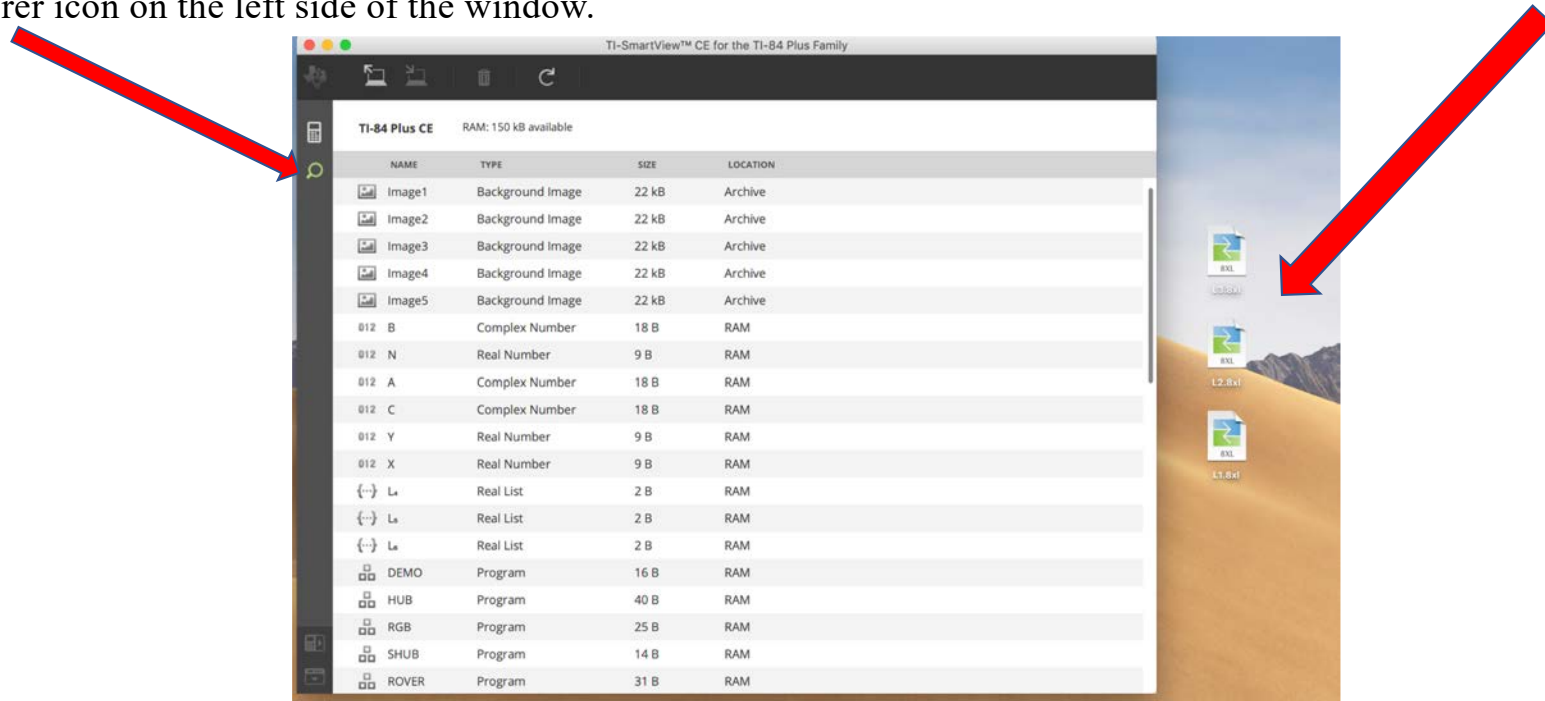 rer icon on the left side of the window.
TI-SmartView™ CE for the TI-84 Plus Family
TI-84 Plus CE RAM: 150 kB available
NAME TYPE SIZE LOCATION
Image1 Background Image 22 kB Archive
Image2 Background Image 22 kB Archive
Image3 Background Image 22 kB Archive
Image4 Background Image 22 kB Archive
Image5 Background Image 22 kB Archive
012 B Complex Number 18 B RAM
012 N Real Number 9 B RAM
012 A Complex Number 18 B RAM
012 C Complex Number 18 B RAM
012 Y Real Number 9 B RAM
012 X Real Number 9 B RAM
{···} L₄ Real List 2 B RAM
{···} L₅ Real List 2 B RAM
{···} L₆ Real List 2 B RAM
DEMO Program 16 B RAM
HUB Program 40 B RAM
RGB Program 25 B RAM
SHUB Program 14 B RAM
ROVER Program 31 B RAM
8XL
8XL
L2.8xl
8XL
L1.8xl